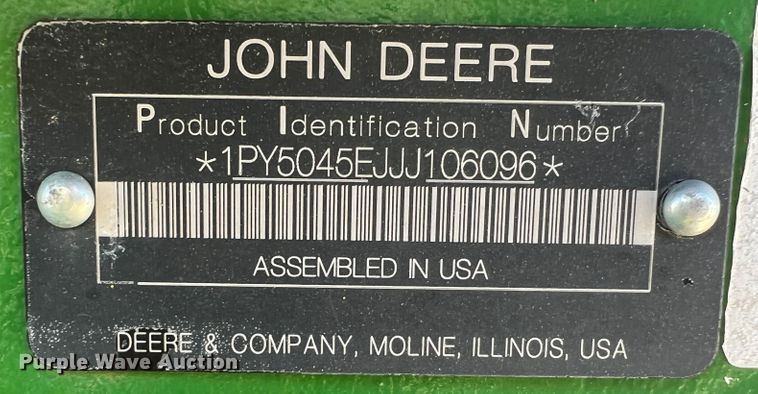 JOHN DEERE
Product Identification Number
*1PY5045EJJJ106096*
ASSEMBLED IN USA
DEERE & COMPANY, MOLINE, ILLINOIS, USA
Purple Wave Auction